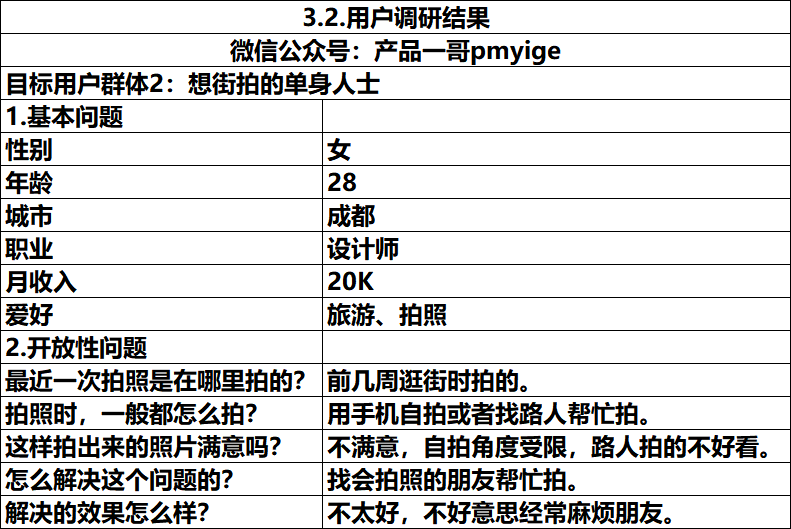 3.2.用户调研结果
微信公众号：产品一哥pmyige
目标用户群体2：想街拍的单身人士
1.基本问题
性别 女
年龄 28
城市 成都
职业 设计师
月收入 20K
爱好 旅游、拍照
2.开放性问题
最近一次拍照是在哪里拍的？ 前几周逛街时拍的。
拍照时，一般都怎么拍？ 用手机自拍或者找路人帮忙拍。
这样拍出来的照片满意吗？ 不满意，自拍角度受限，路人拍的不好看。
怎么解决这个问题的？ 找会拍照的朋友帮忙拍。
解决的效果怎么样？ 不太好，不好意思经常麻烦朋友。